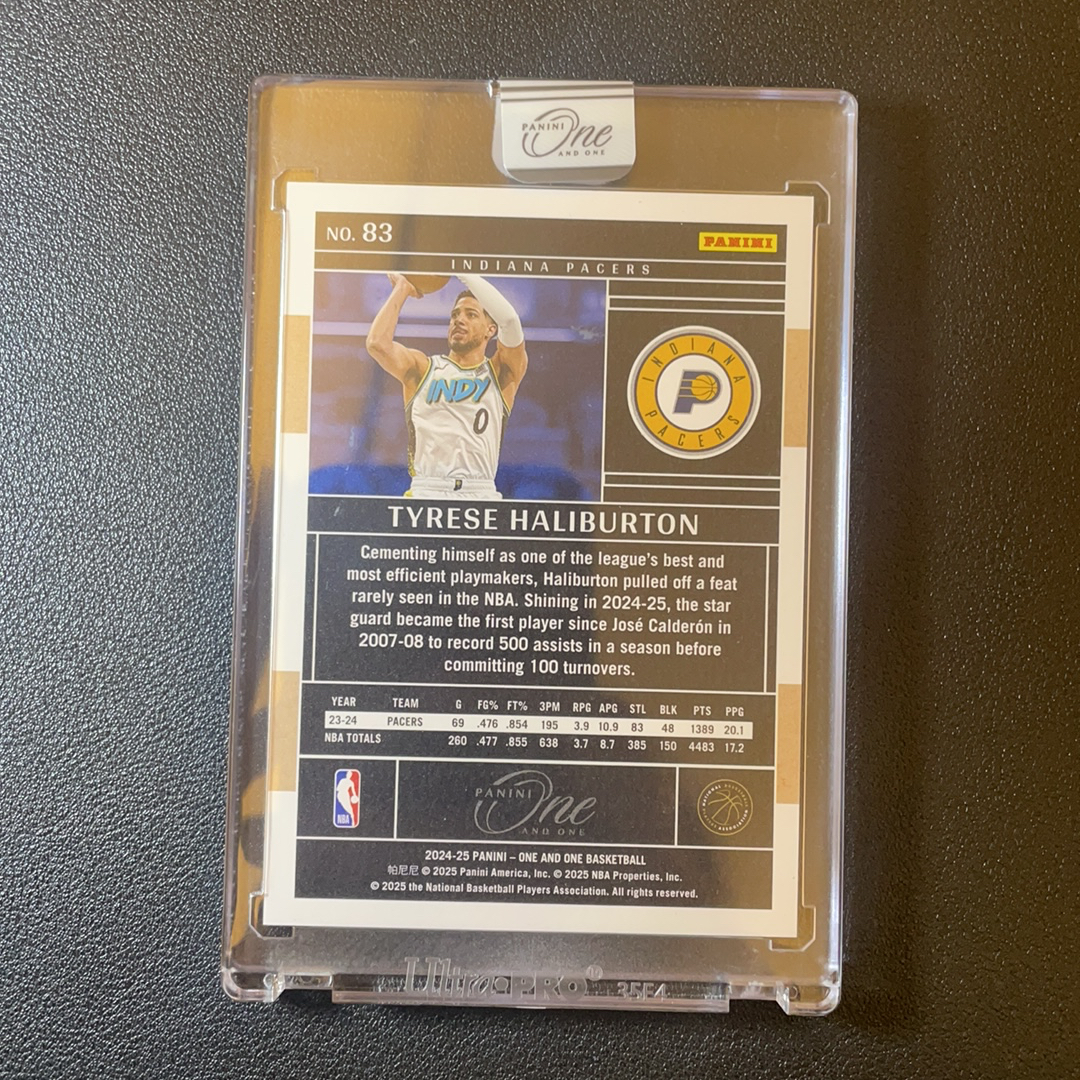 PANINI One
AND ONE
NO. 83
PANINI
INDIANA PACERS
INDY
0
INDIANA
PACERS
TYRESE HALIBURTON
Cementing himself as one of the league's best and
most efficient playmakers, Haliburton pulled off a feat
rarely seen in the NBA. Shining in 2024-25, the star
guard became the first player since José Calderón in
2007-08 to record 500 assists in a season before
committing 100 turnovers.
YEAR TEAM G FG% FT% 3PM RPG APG STL BLK PTS PPG
23-24 PACERS 69 .476 .854 195 3.9 10.9 83 48 1389 20.1
NBA TOTALS 260 .477 .855 638 3.7 8.7 385 150 4483 17.2
NBA
PANINI One
AND ONE
NATIONAL BASKETBALL
PLAYERS ASSOCIATION
2024-25 PANINI – ONE AND ONE BASKETBALL
帕尼尼 © 2025 Panini America, Inc. © 2025 NBA Properties, Inc.
© 2025 the National Basketball Players Association. All rights reserved.
Ultra•PRO®